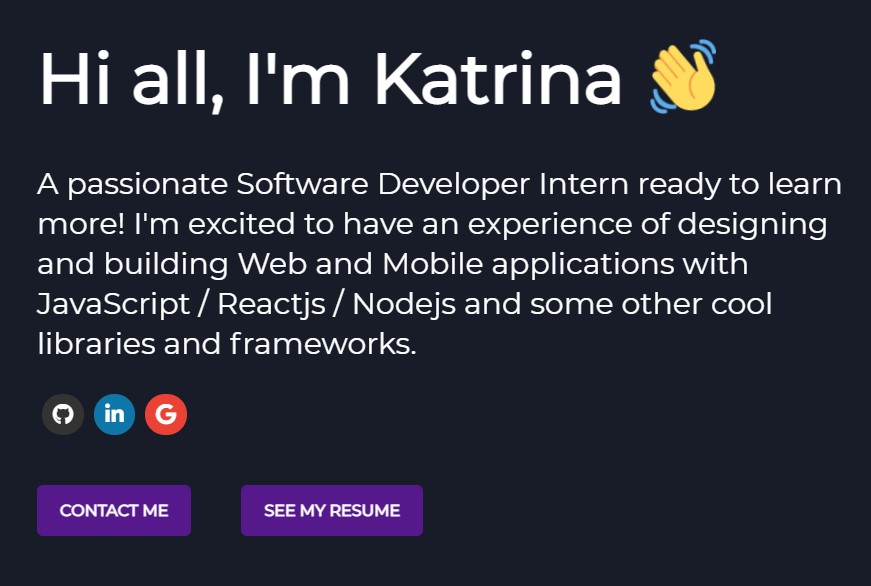 Hi all, I'm Katrina 👋
A passionate Software Developer Intern ready to learn
more! I'm excited to have an experience of designing
and building Web and Mobile applications with
JavaScript / Reactjs / Nodejs and some other cool
libraries and frameworks.
in G
CONTACT ME SEE MY RESUME